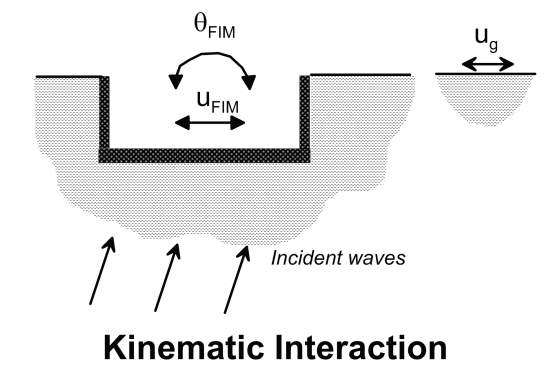 θFIM
ug
uFIM
Incident waves
Kinematic Interaction